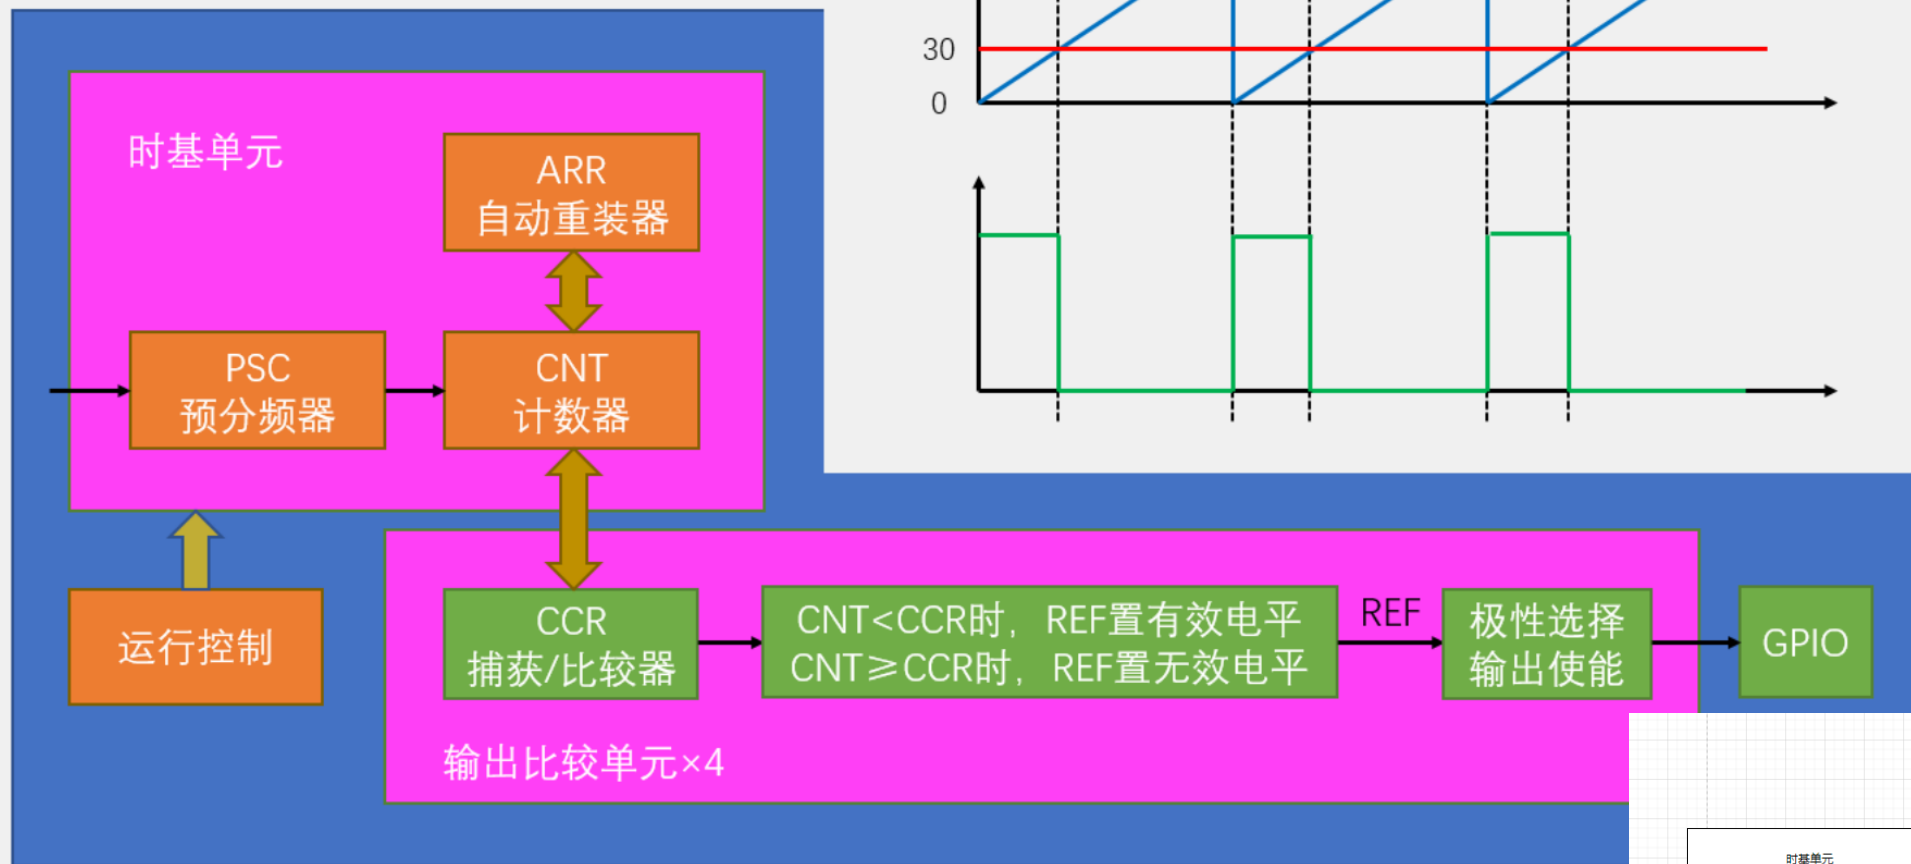 30
0
时基单元
ARR
自动重装器
PSC
预分频器
CNT
计数器
运行控制
CCR
捕获/比较器
CNT<CCR时，REF置有效电平
CNT≥CCR时，REF置无效电平
REF
极性选择
输出使能
GPIO
输出比较单元×4
时基单元